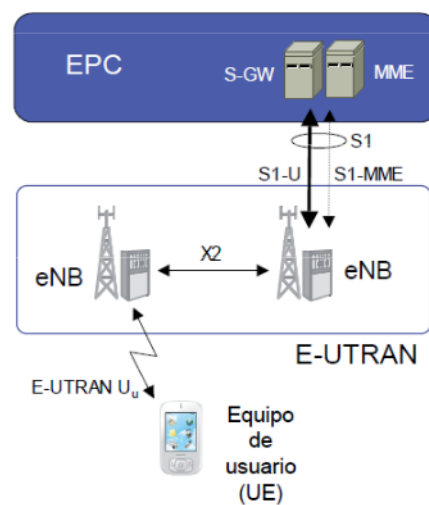 EPC
S-GW
MME
S1
S1-U
S1-MME
eNB
X2
eNB
E-UTRAN
E-UTRAN Uu
Equipo
de
usuario
(UE)